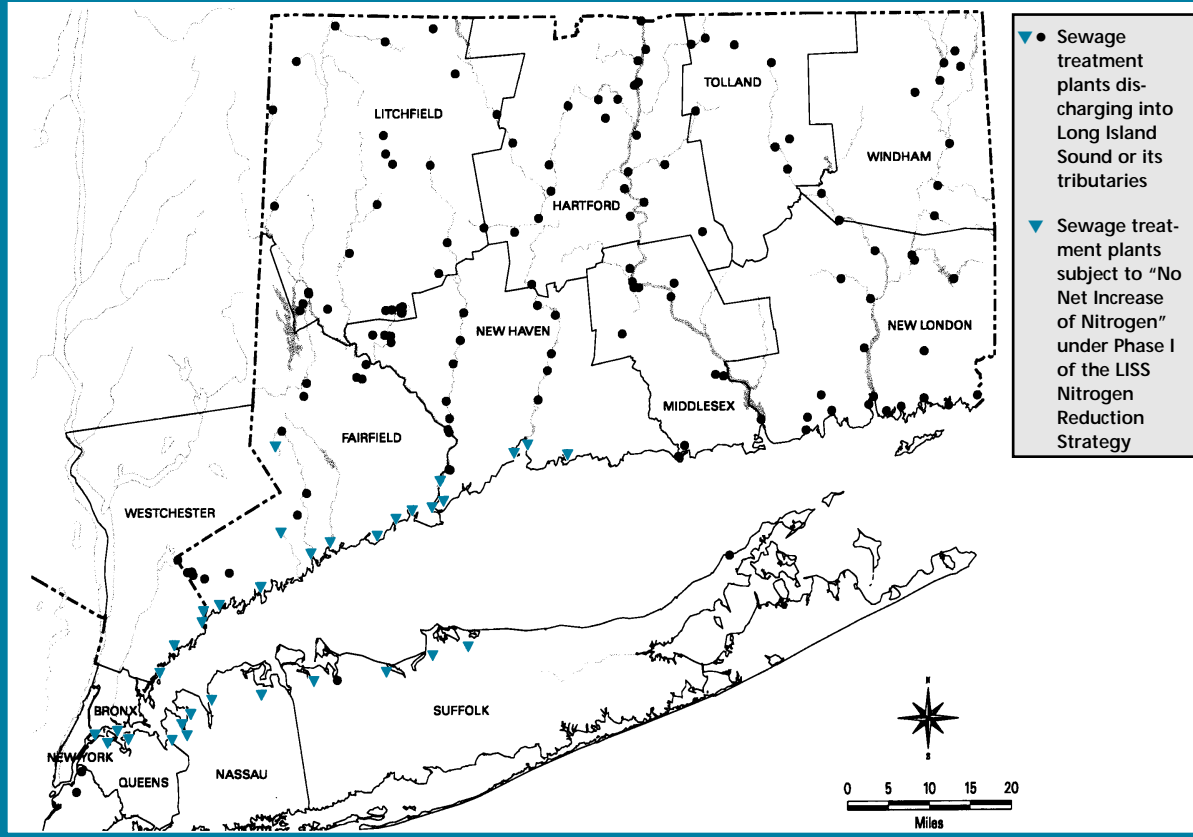 Sewage
treatment
plants dis-
charging into
Long Island
Sound or its
tributaries
Sewage treat-
ment plants
subject to “No
Net Increase
of Nitrogen”
under Phase I
of the LISS
Nitrogen
Reduction
Strategy
LITCHFIELD
TOLLAND
WINDHAM
HARTFORD
NEW HAVEN
NEW LONDON
MIDDLESEX
FAIRFIELD
WESTCHESTER
BRONX
SUFFOLK
NEW YORK
QUEENS
NASSAU
N
S
0 5 10 15 20
Miles